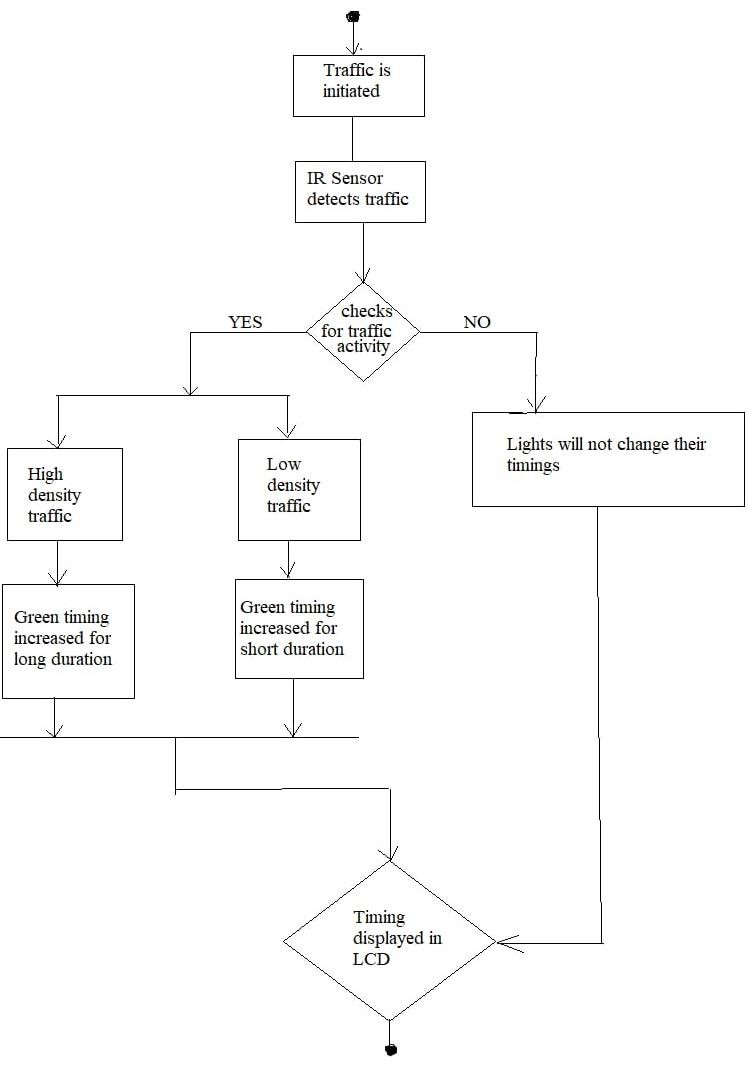 Traffic is
initiated
IR Sensor
detects traffic
checks
for traffic
activity
YES
NO
High
density
traffic
Low
density
traffic
Lights will not change their
timings
Green timing
increased for
long duration
Green timing
increased for
short duration
Timing
displayed in
LCD